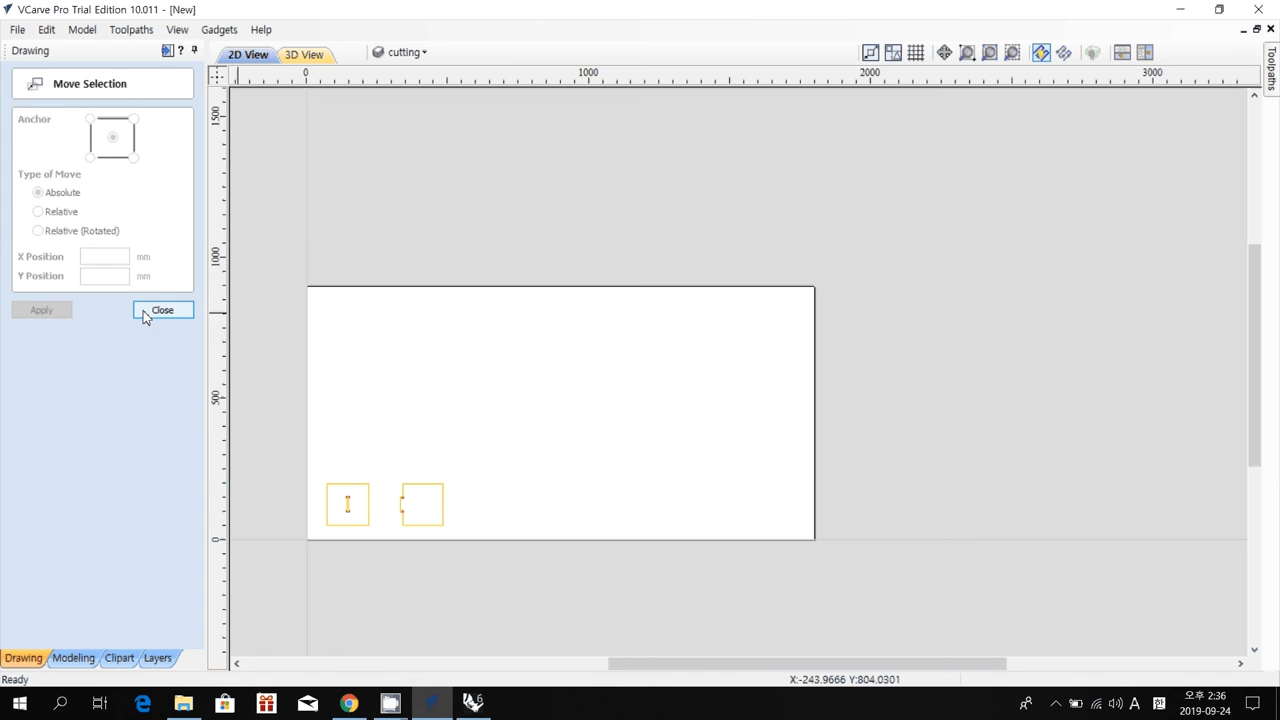 VCarve Pro Trial Edition 10.011 - [New]
File Edit Model Toolpaths View Gadgets Help
Drawing
2D View 3D View cutting
Toolpaths
0 1000 2000 3000
Move Selection
Anchor
Type of Move
Absolute
Relative
Relative (Rotated)
X Position mm
Y Position mm
Apply Close
1500
1000
500
0
Drawing Modeling Clipart Layers
Ready X:-243.9666 Y:804.0301
A 한 오후 2:36
2019-09-24